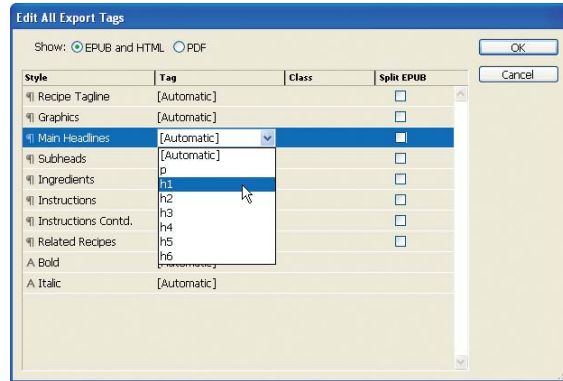 Edit All Export Tags
Show: EPUB and HTML PDF
OK
Cancel
Style Tag Class Split EPUB
¶ Recipe Tagline [Automatic]
¶ Graphics [Automatic]
¶ Main Headlines [Automatic]
¶ Subheads [Automatic]
¶ Ingredients p
h1
¶ Instructions h2
¶ Instructions Contd. h3
h4
¶ Related Recipes h5
A Bold h6
A Italic [Automatic]